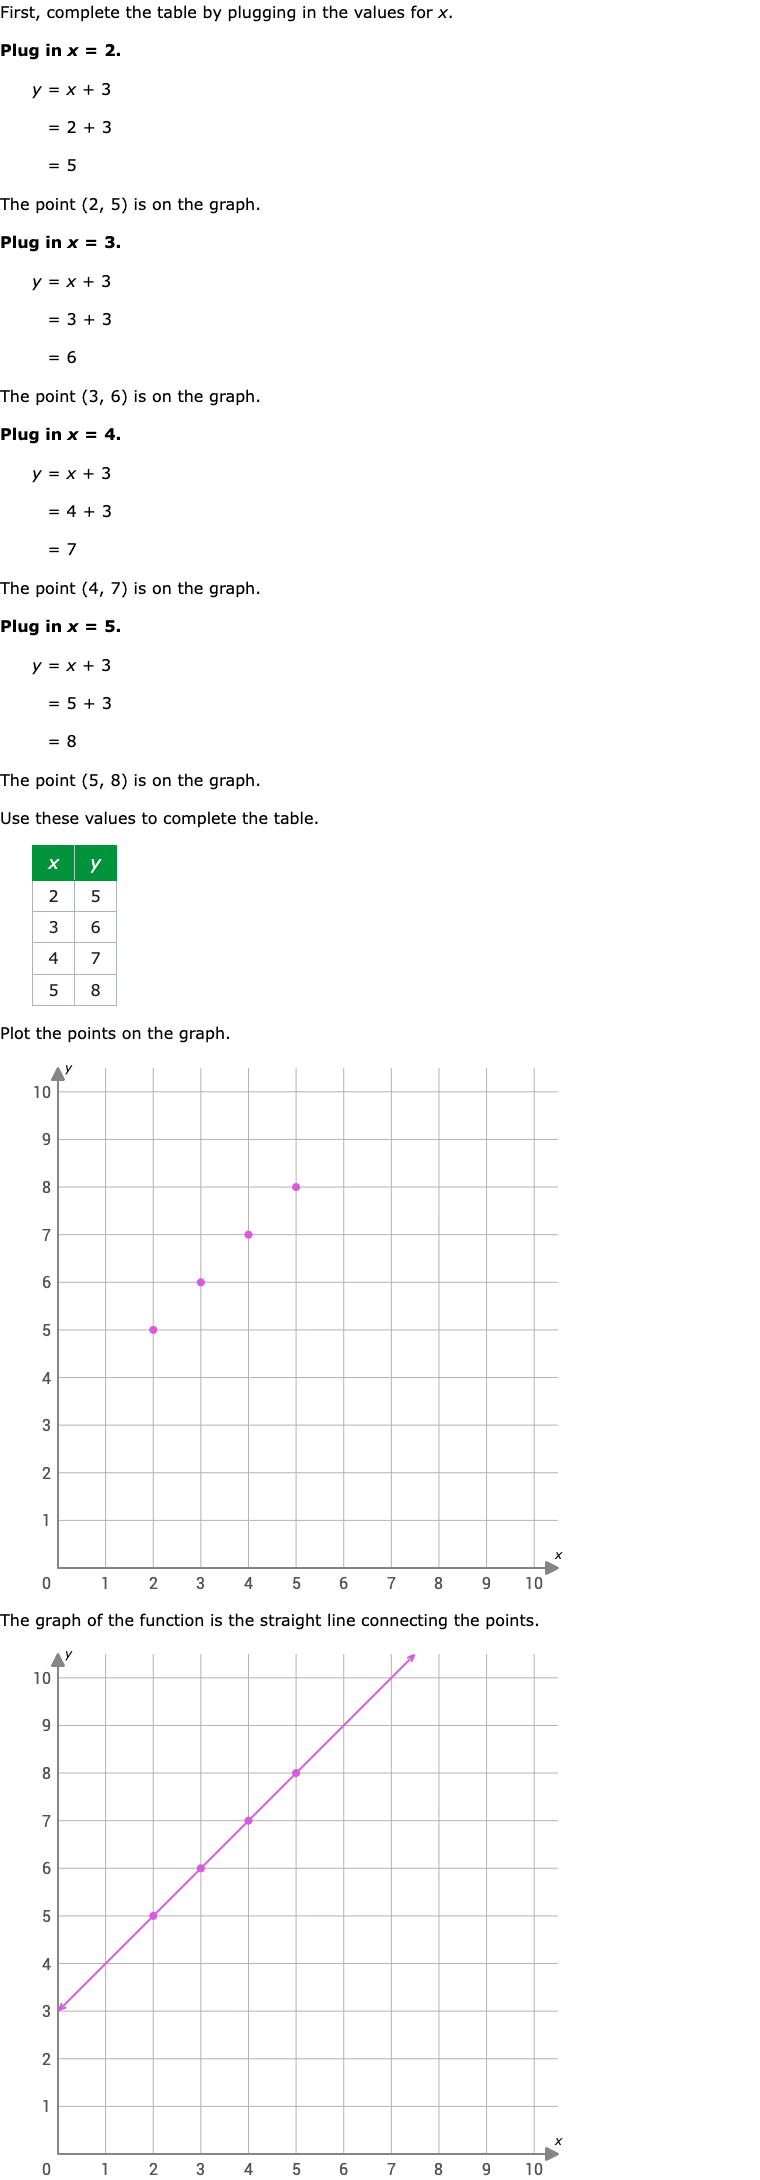 First, complete the table by plugging in the values for x.
Plug in x = 2.
y = x + 3
= 2 + 3
= 5
The point (2, 5) is on the graph.
Plug in x = 3.
y = x + 3
= 3 + 3
= 6
The point (3, 6) is on the graph.
Plug in x = 4.
y = x + 3
= 4 + 3
= 7
The point (4, 7) is on the graph.
Plug in x = 5.
y = x + 3
= 5 + 3
= 8
The point (5, 8) is on the graph.
Use these values to complete the table.
x y
2 5
3 6
4 7
5 8
Plot the points on the graph.
y
10
9
8
7
6
5
4
3
2
1
x
0 1 2 3 4 5 6 7 8 9 10
The graph of the function is the straight line connecting the points.
y
10
9
8
7
6
5
4
3
2
1
x
0 1 2 3 4 5 6 7 8 9 10